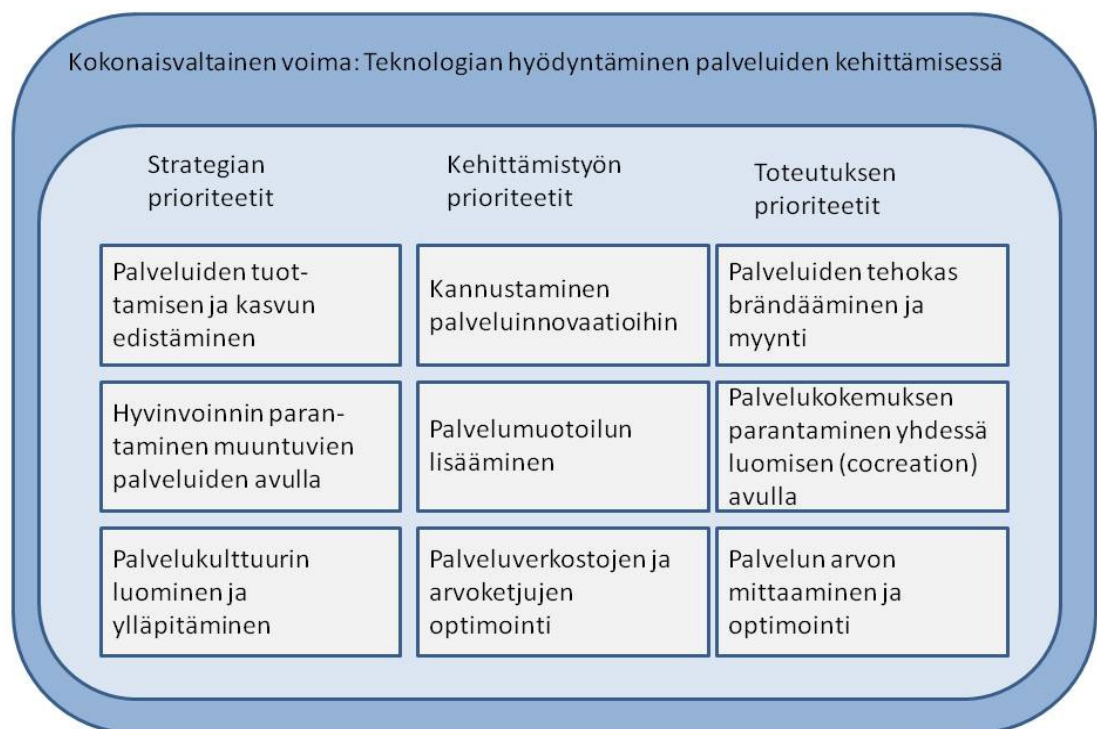 Kokonaisvaltainen voima: Teknologian hyödyntäminen palveluiden kehittämisessä
Strategian
prioriteetit
Kehittämistyön
prioriteetit
Toteutuksen
prioriteetit
Palveluiden tuot-
tamisen ja kasvun
edistäminen
Kannustaminen
palveluinnovaatioihin
Palveluiden tehokas
brändääminen ja
myynti
Hyvinvoinnin paran-
taminen muuntuvien
palveluiden avulla
Palvelumuotoilun
lisääminen
Palvelukokemuksen
parantaminen yhdessä
luomisen (cocreation)
avulla
Palvelukulttuurin
luominen ja
ylläpitäminen
Palveluverkostojen ja
arvoketjujen
optimointi
Palvelun arvon
mittaaminen ja
optimointi